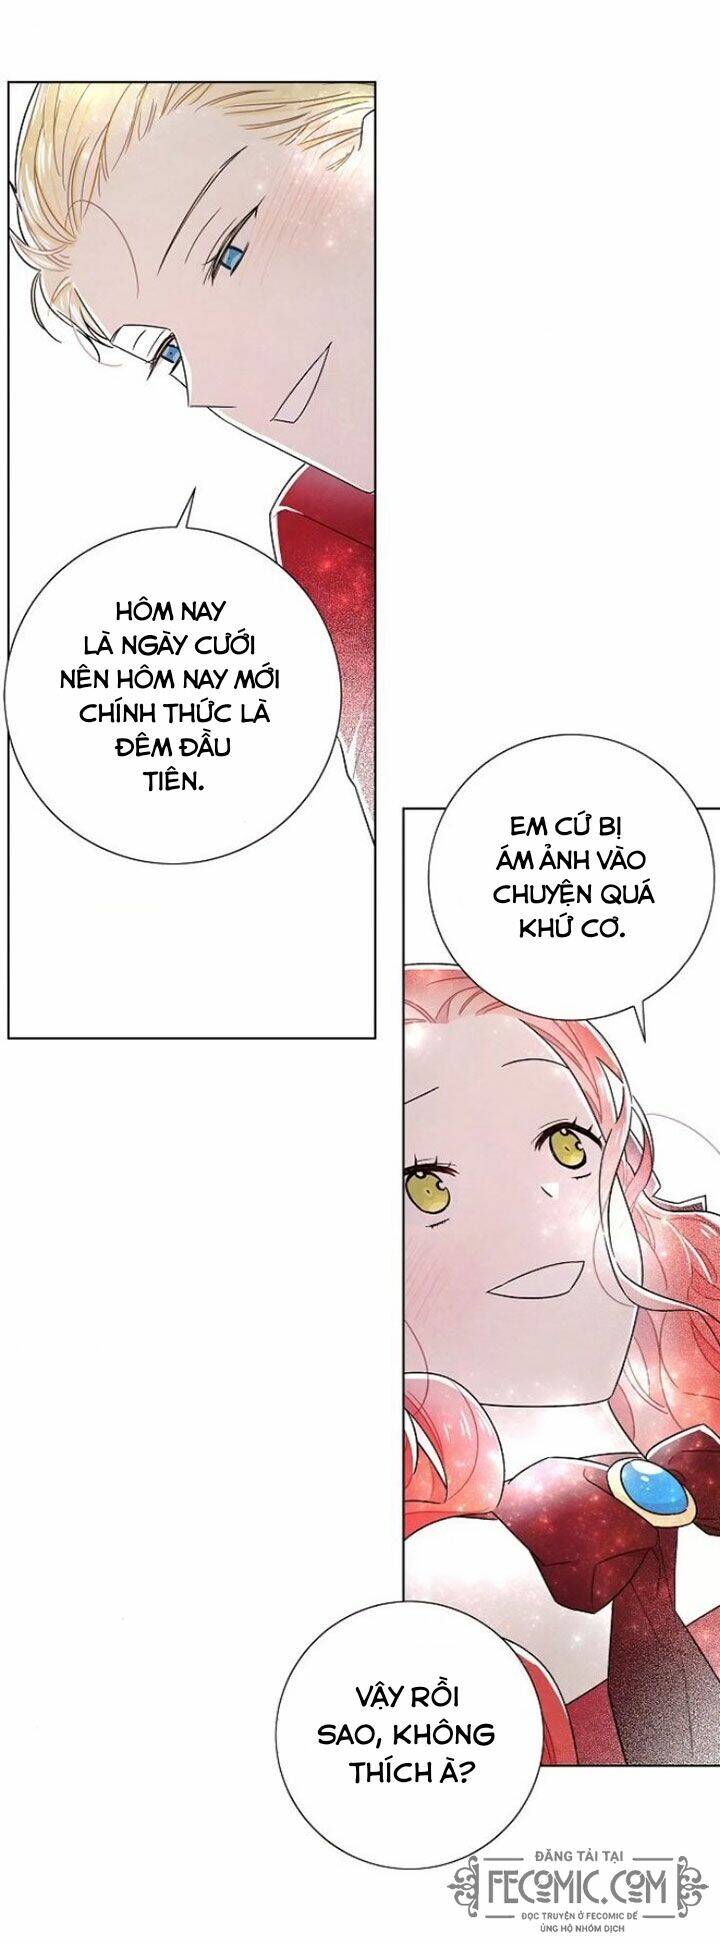 HÔM NAY
LÀ NGÀY CƯỚI
NÊN HÔM NAY MỚI
CHÍNH THỨC LÀ
ĐÊM ĐẦU
TIÊN.
EM CỨ BỊ
ÁM ẢNH VÀO
CHUYỆN QUÁ
KHỨ CƠ.
VẬY RỒI
SAO, KHÔNG
THÍCH À?
ĐĂNG TẢI TẠI
FECOMIC.COM
ĐỌC TRUYỆN Ở FECOMIC ĐỂ
ỦNG HỘ NHÓM DỊCH